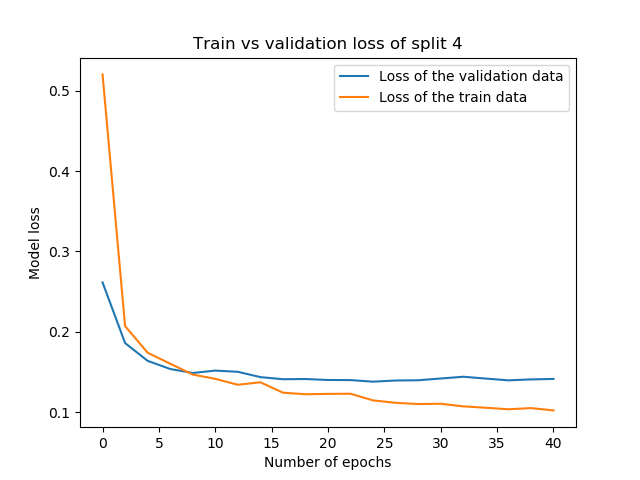 Train vs validation loss of split 4
Loss of the validation data
Loss of the train data
0.5
0.4
0.3
0.2
0.1
Model loss
0 5 10 15 20 25 30 35 40
Number of epochs